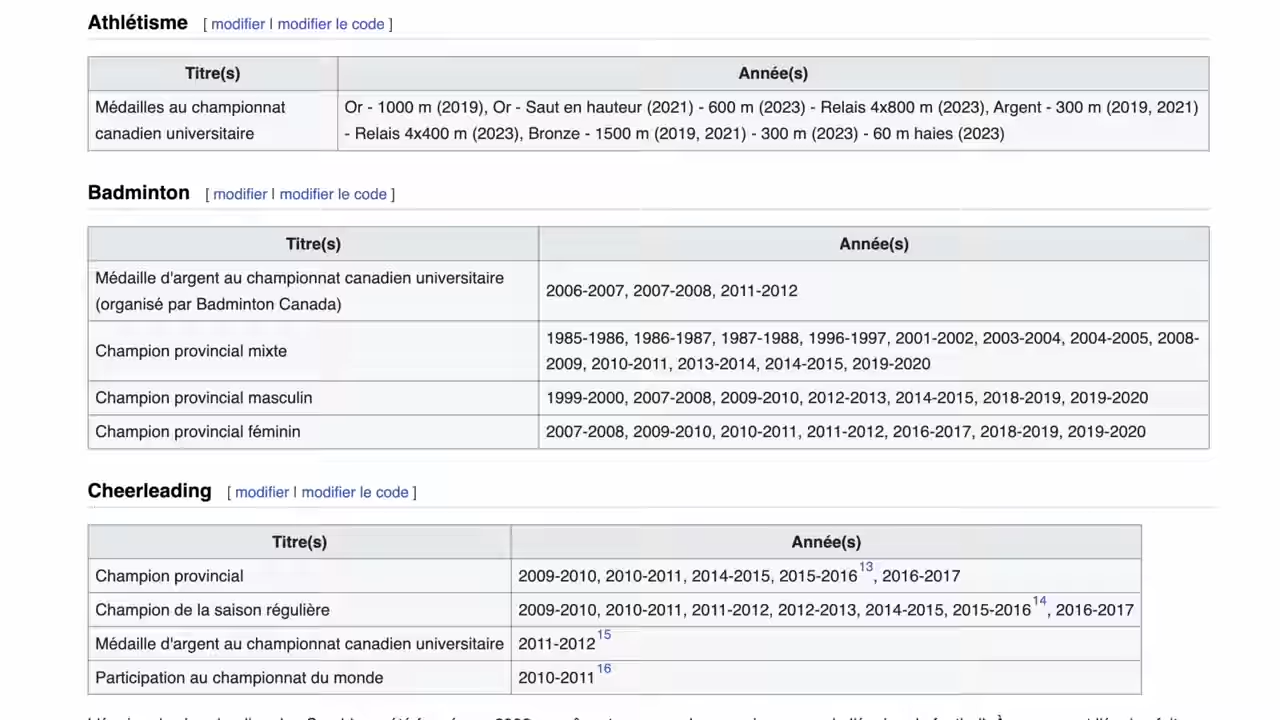 Athlétisme [ modifier | modifier le code ]
Titre(s) Année(s)
Médailles au championnat canadien universitaire
Or - 1000 m (2019), Or - Saut en hauteur (2021) - 600 m (2023) - Relais 4x800 m (2023), Argent - 300 m (2019, 2021)
- Relais 4x400 m (2023), Bronze - 1500 m (2019, 2021) - 300 m (2023) - 60 m haies (2023)
Badminton [ modifier | modifier le code ]
Titre(s) Année(s)
Médaille d'argent au championnat canadien universitaire
(organisé par Badminton Canada)
2006-2007, 2007-2008, 2011-2012
Champion provincial mixte
1985-1986, 1986-1987, 1987-1988, 1996-1997, 2001-2002, 2003-2004, 2004-2005, 2008-
2009, 2010-2011, 2013-2014, 2014-2015, 2019-2020
Champion provincial masculin 1999-2000, 2007-2008, 2009-2010, 2012-2013, 2014-2015, 2018-2019, 2019-2020
Champion provincial féminin 2007-2008, 2009-2010, 2010-2011, 2011-2012, 2016-2017, 2018-2019, 2019-2020
Cheerleading [ modifier | modifier le code ]
Titre(s) Année(s)
Champion provincial 2009-2010, 2010-2011, 2014-2015, 2015-2016 13, 2016-2017
Champion de la saison régulière 2009-2010, 2010-2011, 2011-2012, 2012-2013, 2014-2015, 2015-2016 14, 2016-2017
Médaille d'argent au championnat canadien universitaire 2011-2012 15
Participation au championnat du monde 2010-2011 16